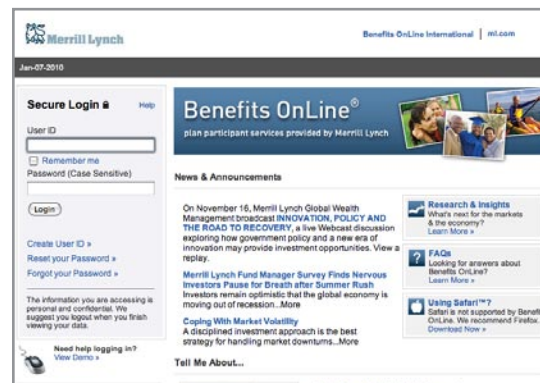 Merrill Lynch
Benefits OnLine International | ml.com
Jan-07-2010
Secure Login Help
User ID
Remember me
Password (Case Sensitive)
Login
Create User ID »
Reset your Password »
Forgot your Password »
The information you are accessing is
personal and confidential. We
suggest you logout when you finish
viewing your data.
Need help logging in?
View Demo »
Benefits OnLine®
plan participant services provided by Merrill Lynch
News & Announcements
On November 16, Merrill Lynch Global Wealth
Management broadcast INNOVATION, POLICY AND
THE ROAD TO RECOVERY, a live Webcast discussion
exploring how government policy and a new era of
innovation may provide investment opportunities. View a
replay.
Merrill Lynch Fund Manager Survey Finds Nervous
Investors Pause for Breath after Summer Rush
Investors remain optimistic that the global economy is
moving out of recession...More
Coping With Market Volatility
A disciplined investment approach is the best
strategy for handling market downturns...More
Tell Me About...
Research & Insights
What's next for the markets
& the economy?
Learn More »
FAQs
Looking for answers about
Benefits OnLine?
Learn More »
Using Safari™?
Safari is not supported by Benefi
OnLine. We recommend Firefox.
Download Now »